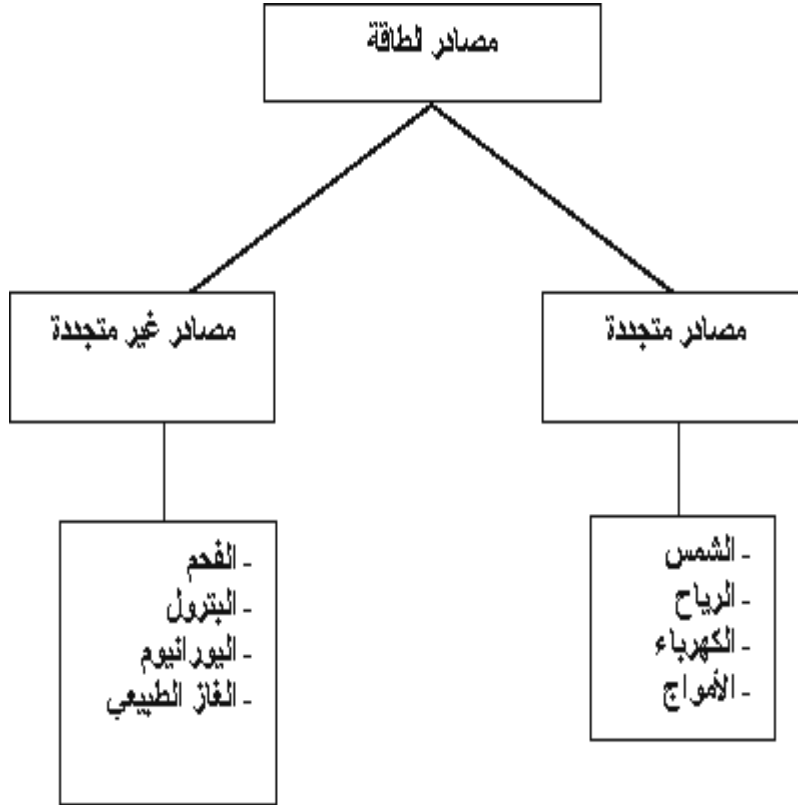 مصادر لطاقة
مصادر متجددة
مصادر غير متجددة
- الشمس
- الرياح
- الكهرباء
- الأمواج
- الفحم
- البترول
- اليورانيوم
- الغاز الطبيعي